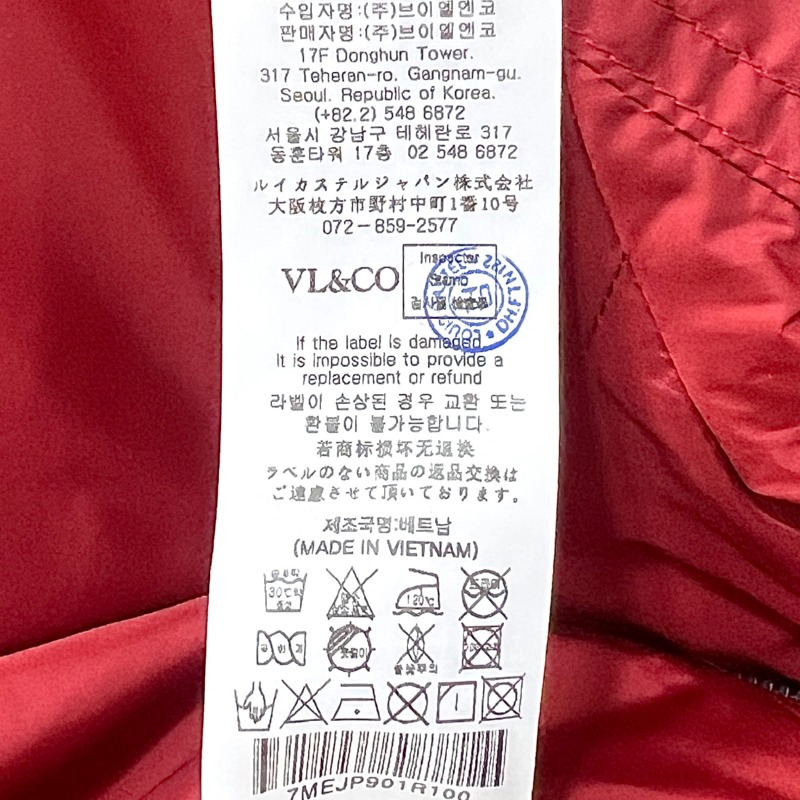 수입자명:(주)브이엘엔코
판매자명:(주)브이엘엔코
17F Donghun Tower.
317 Teheran-ro. Gangnam-gu.
Seoul. Republic of Korea.
(+82.2) 548 6872
서울시 강남구 테헤란로 317
동훈타워 17층 02 548 6872
ルイカステルジャパン株式会社
大阪枚方市野村中町1番10号
072-859-2577
VL&CO
Inspector
Stamp
If the label is damaged.
It is impossible to provide a
replacement or refund
라벨이 손상된 경우 교환 또는
환불이 불가능합니다.
若商标损坏无退换
ラベルのない商品の返品交換は
ご遠慮させて頂いております。
제조국명:베트남
(MADE IN VIETNAM)
30℃
120℃ 드라이
7MEJP901R100